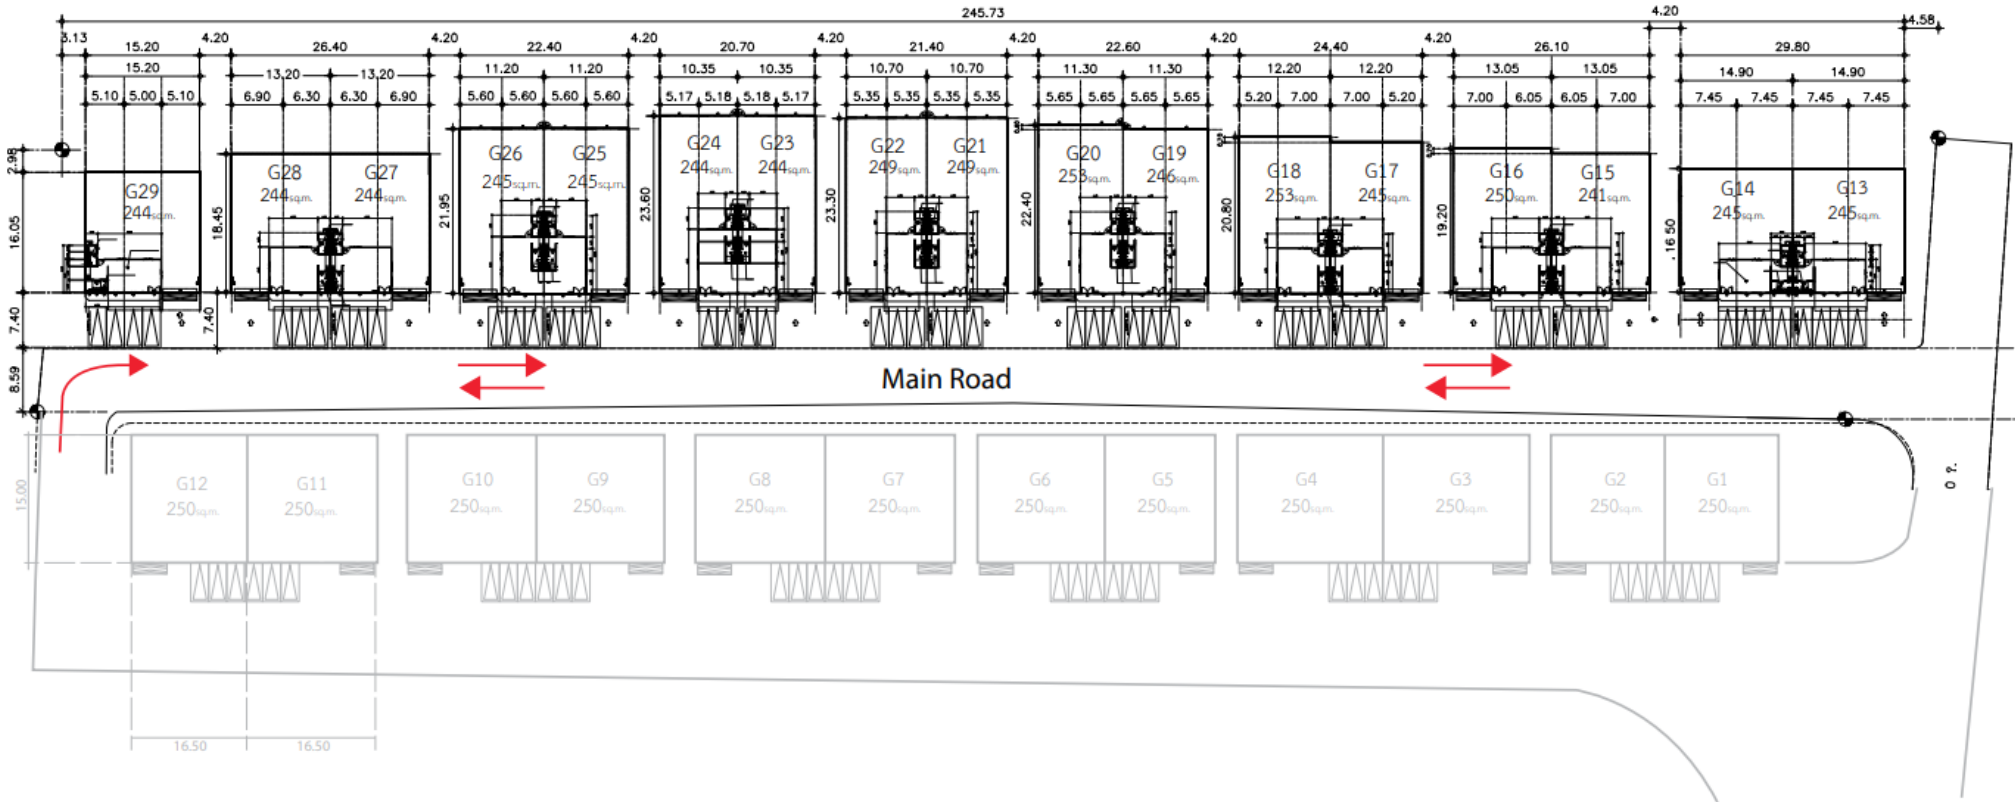 245.73
4.20
4.58
3.13
15.20
4.20
26.40
4.20
22.40
4.20
20.70
4.20
21.40
4.20
22.60
4.20
24.40
4.20
26.10
29.80
15.20
13.20 13.20
11.20 11.20
10.35 10.35
10.70 10.70
11.30 11.30
12.20 12.20
13.05 13.05
14.90 14.90
5.10 5.00 5.10
6.90 6.30 6.30 6.90
5.60 5.60 5.60 5.60
5.17 5.18 5.18 5.17
5.35 5.35 5.35 5.35
5.65 5.65 5.65 5.65
5.20 7.00 7.00 5.20
7.00 6.05 6.05 7.00
7.45 7.45 7.45 7.45
2.98
16.05
7.40
8.59
G29
244sq.m.
18.45
7.40
G28
244sq.m.
G27
244sq.m.
21.95
G26
245sq.m.
G25
245sq.m.
23.60
G24
244sq.m.
G23
244sq.m.
23.30
G22
249sq.m.
G21
249sq.m.
22.40
G20
253sq.m.
G19
246sq.m.
20.80
G18
253sq.m.
G17
245sq.m.
19.20
G16
250sq.m.
G15
241sq.m.
16.50
G14
245sq.m.
G13
245sq.m.
Main Road
15.00
G12
250sq.m.
G11
250sq.m.
G10
250sq.m.
G9
250sq.m.
G8
250sq.m.
G7
250sq.m.
G6
250sq.m.
G5
250sq.m.
G4
250sq.m.
G3
250sq.m.
G2
250sq.m.
G1
250sq.m.
16.50 16.50